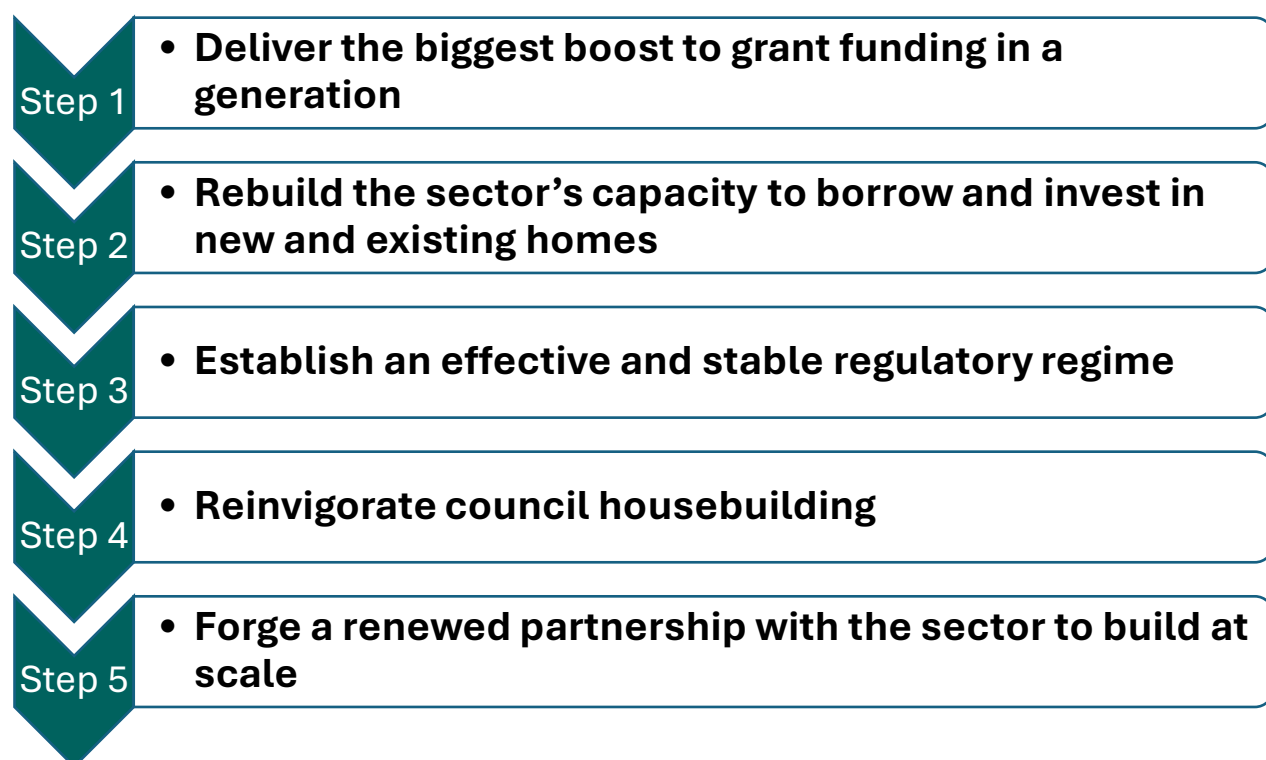 Step 1
• Deliver the biggest boost to grant funding in a
generation
Step 2
• Rebuild the sector’s capacity to borrow and invest in
new and existing homes
Step 3
• Establish an effective and stable regulatory regime
Step 4
• Reinvigorate council housebuilding
Step 5
• Forge a renewed partnership with the sector to build at
scale